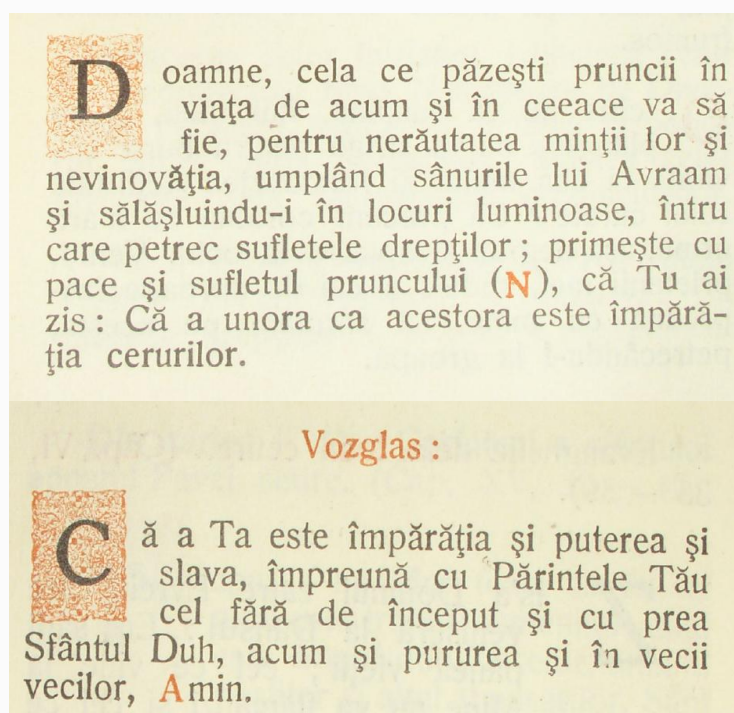 Doamne, cela ce păzeşti pruncii în
viaţa de acum şi în ceeace va să
fie, pentru nerăutatea minţii lor şi
nevinovăţia, umplând sânurile lui Avraam
şi sălăşluindu-i în locuri luminoase, întru
care petrec sufletele drepţilor ; primeşte cu
pace şi sufletul pruncului (N), că Tu ai
zis : Că a unora ca acestora este împără-
ţia cerurilor.
Vozglas :
Că a Ta este împărăţia şi puterea şi
slava, împreună cu Părintele Tău
cel fără de început şi cu prea
Sfântul Duh, acum şi pururea şi în vecii
vecilor, Amin.